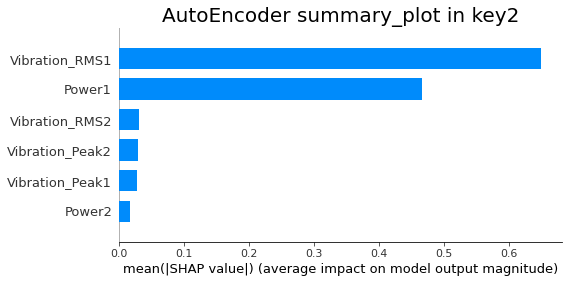 AutoEncoder summary_plot in key2
Vibration_RMS1
Power1
Vibration_RMS2
Vibration_Peak2
Vibration_Peak1
Power2
0.0 0.1 0.2 0.3 0.4 0.5 0.6
mean(|SHAP value|) (average impact on model output magnitude)